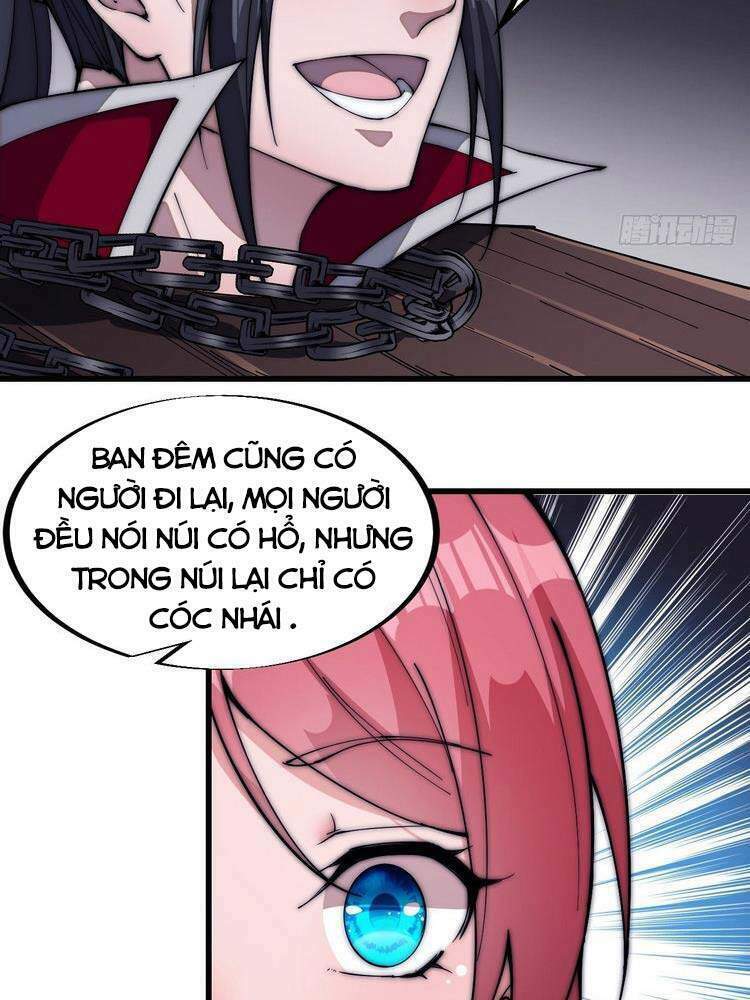 腾讯动漫
BAN ĐÊM CŨNG CÓ
NGƯỜI ĐI LẠI, MỌI NGƯỜI
ĐỀU NÓI NÚI CÓ HỔ, NHƯNG
TRONG NÚI LẠI CHỈ CÓ
CÓC NHÁI.